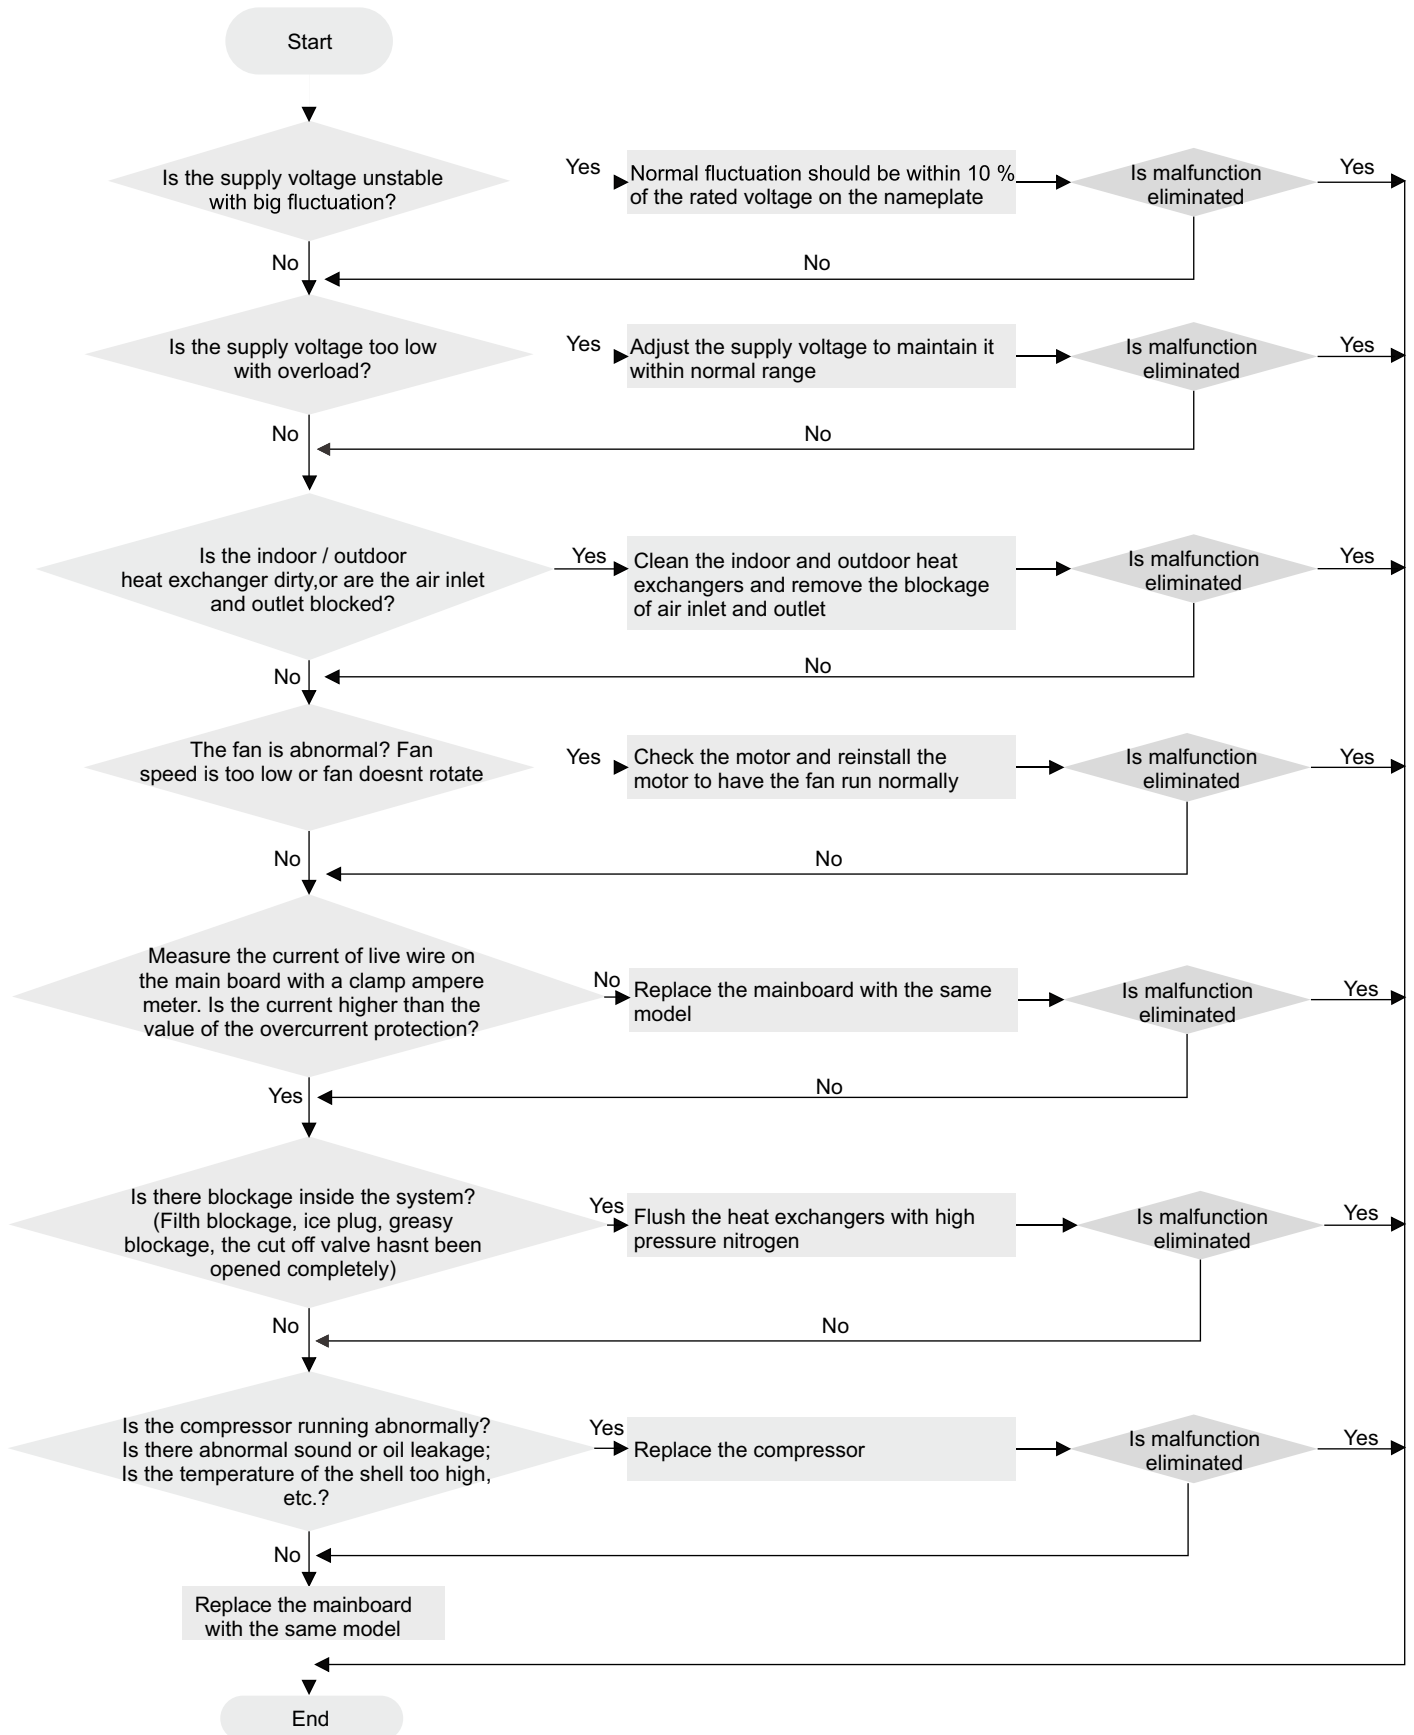 Start
Is the supply voltage unstable
with big fluctuation?
Yes
Normal fluctuation should be within 10 %
of the rated voltage on the nameplate
Is malfunction
eliminated
Yes
No
No
Is the supply voltage too low
with overload?
Yes
Adjust the supply voltage to maintain it
within normal range
Is malfunction
eliminated
Yes
No
No
Is the indoor / outdoor
heat exchanger dirty,or are the air inlet
and outlet blocked?
Yes
Clean the indoor and outdoor heat
exchangers and remove the blockage
of air inlet and outlet
Is malfunction
eliminated
Yes
No
No
The fan is abnormal? Fan
speed is too low or fan doesnt rotate
Yes
Check the motor and reinstall the
motor to have the fan run normally
Is malfunction
eliminated
Yes
No
No
Measure the current of live wire on
the main board with a clamp ampere
meter. Is the current higher than the
value of the overcurrent protection?
No
Replace the mainboard with the same
model
Is malfunction
eliminated
Yes
Yes
No
Is there blockage inside the system?
(Filth blockage, ice plug, greasy
blockage, the cut off valve hasnt been
opened completely)
Yes
Flush the heat exchangers with high
pressure nitrogen
Is malfunction
eliminated
Yes
No
No
Is the compressor running abnormally?
Is there abnormal sound or oil leakage;
Is the temperature of the shell too high,
etc.?
Yes
Replace the compressor
Is malfunction
eliminated
Yes
No
Replace the mainboard
with the same model
End